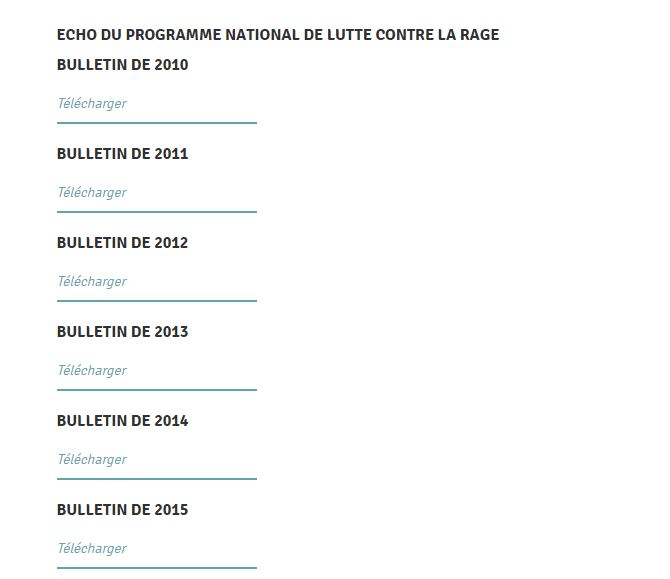 ECHO DU PROGRAMME NATIONAL DE LUTTE CONTRE LA RAGE
BULLETIN DE 2010
Télécharger
BULLETIN DE 2011
Télécharger
BULLETIN DE 2012
Télécharger
BULLETIN DE 2013
Télécharger
BULLETIN DE 2014
Télécharger
BULLETIN DE 2015
Télécharger